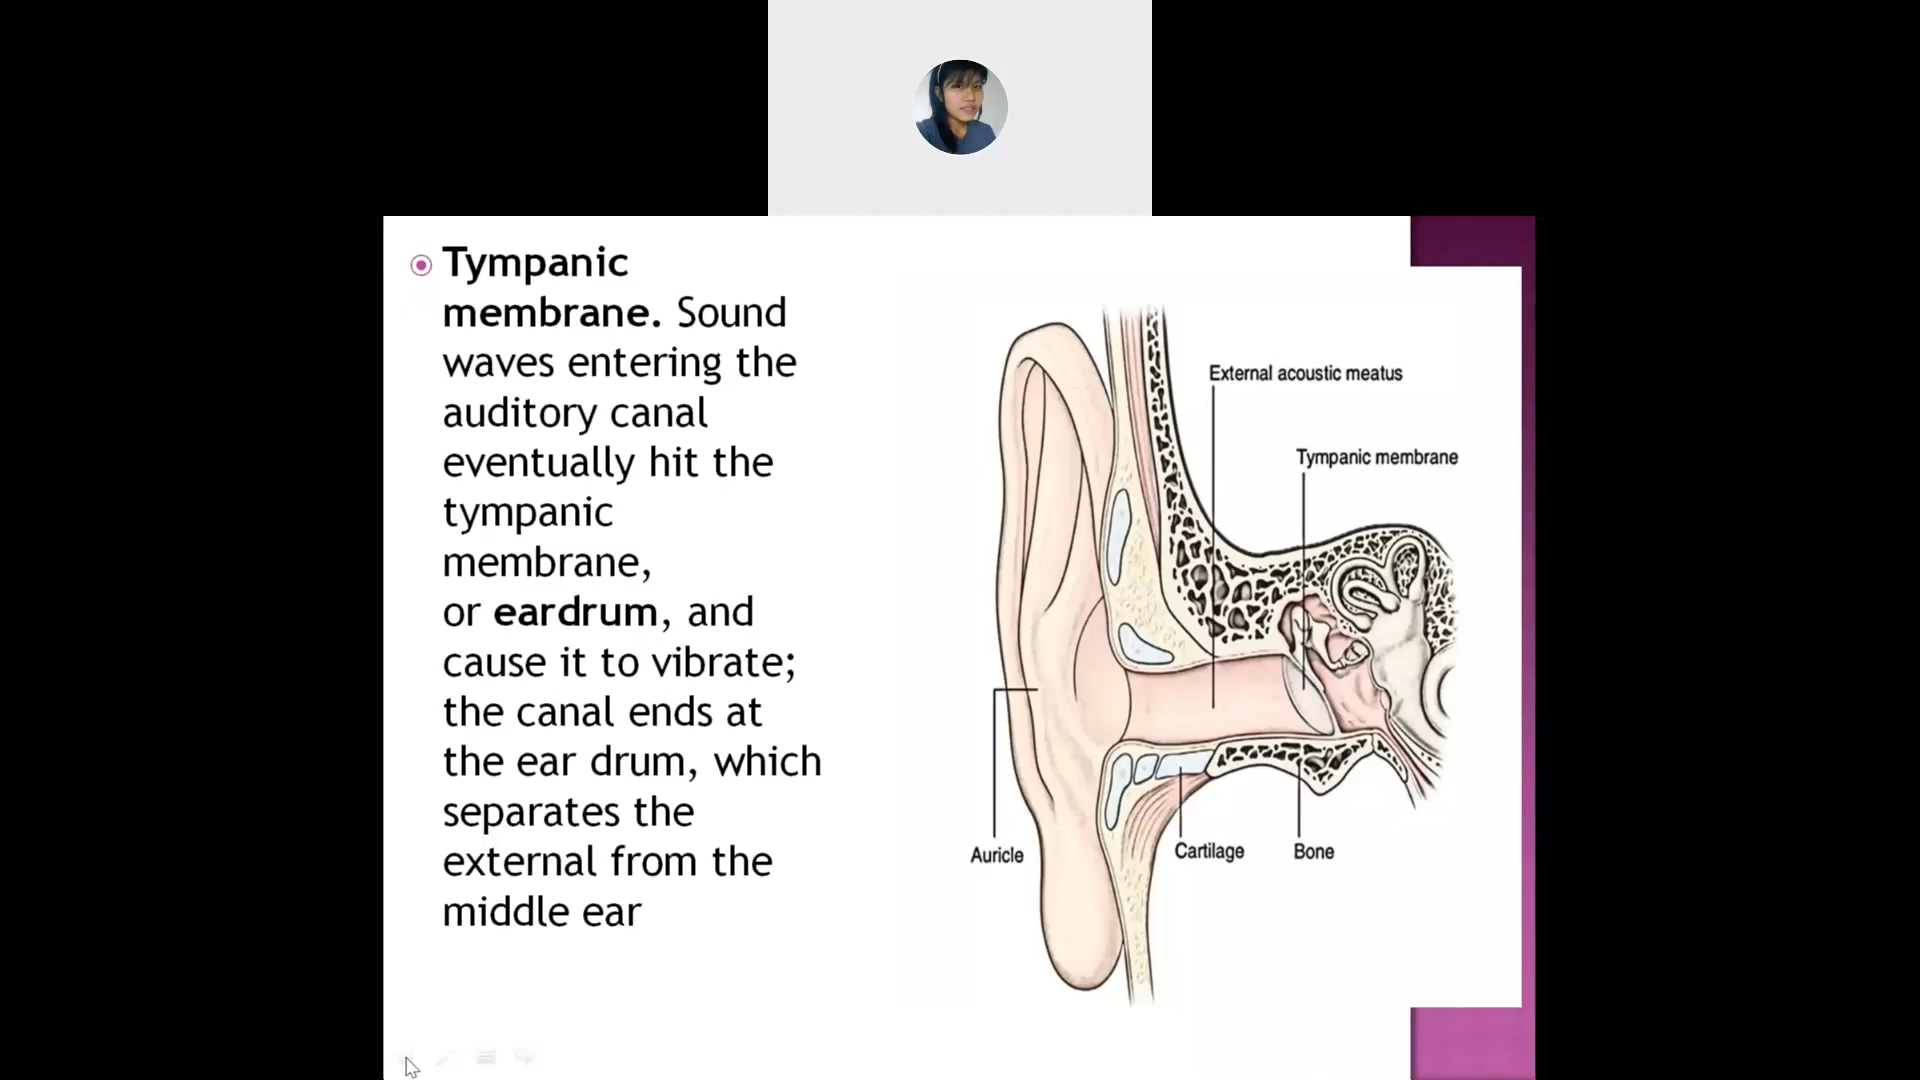 Tympanic
membrane. Sound
waves entering the
auditory canal
eventually hit the
tympanic
membrane,
or eardrum, and
cause it to vibrate;
the canal ends at
the ear drum, which
separates the
external from the
middle ear
External acoustic meatus
Tympanic membrane
Auricle
Cartilage
Bone